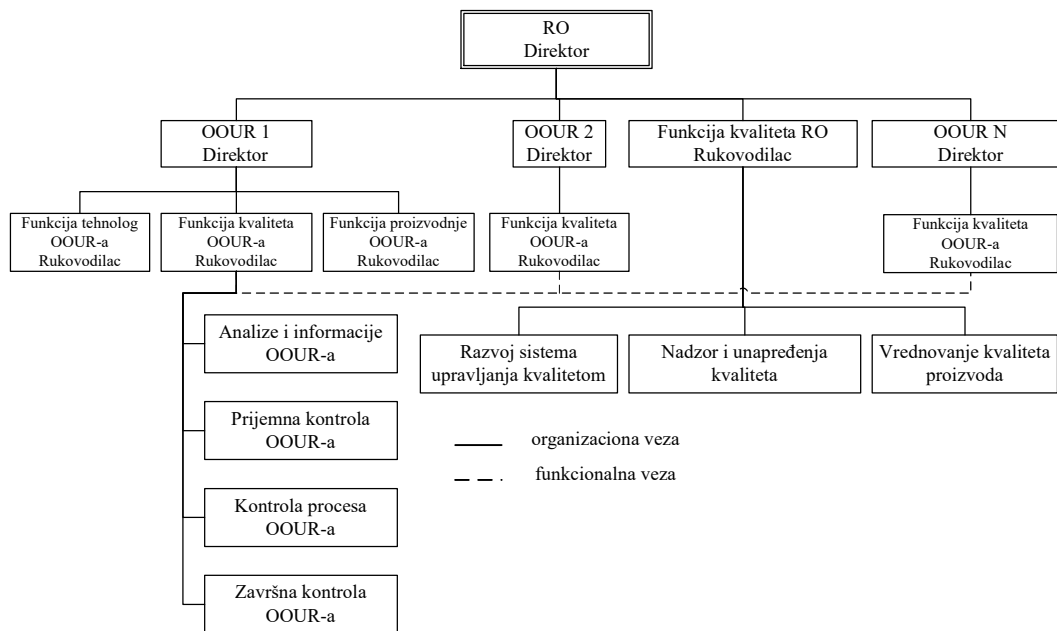 RO
Direktor
OOUR 1
Direktor
OOUR 2
Direktor
Funkcija kvaliteta RO
Rukovodilac
OOUR N
Direktor
Funkcija tehnolog
OOUR-a
Rukovodilac
Funkcija kvaliteta
OOUR-a
Rukovodilac
Funkcija proizvodnje
OOUR-a
Rukovodilac
Funkcija kvaliteta
OOUR-a
Rukovodilac
Funkcija kvaliteta
OOUR-a
Rukovodilac
Analize i informacije
OOUR-a
Razvoj sistema
upravljanja kvalitetom
Nadzor i unapređenja
kvaliteta
Vrednovanje kvaliteta
proizvoda
Prijemna kontrola
OOUR-a
organizaciona veza
funkcionalna veza
Kontrola procesa
OOUR-a
Završna kontrola
OOUR-a